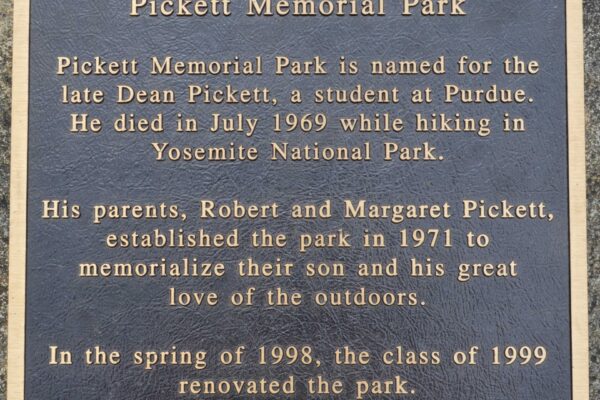 Pickett Memorial Park
Pickett Memorial Park is named for the
late Dean Pickett, a student at Purdue.
He died in July 1969 while hiking in
Yosemite National Park.
His parents, Robert and Margaret Pickett,
established the park in 1971 to
memorialize their son and his great
love of the outdoors.
In the spring of 1998, the class of 1999
renovated the park.